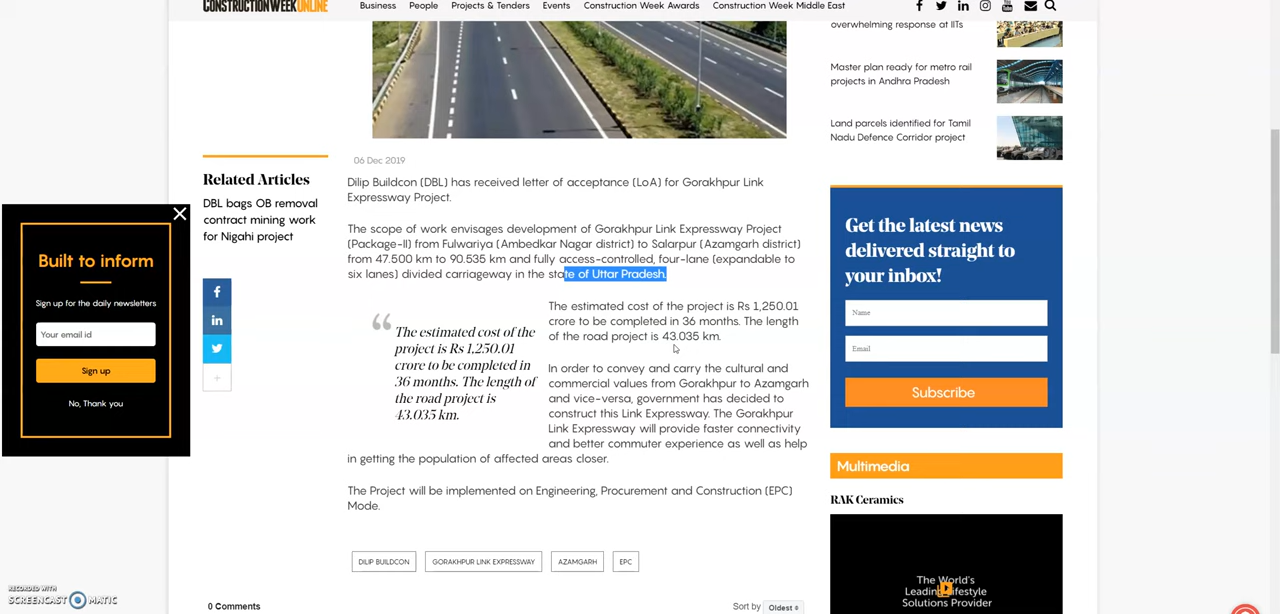 CONSTRUCTIONWEEKONLINE
Business People Projects & Tenders Events Construction Week Awards Construction Week Middle East
overwhelming response at IITs
Master plan ready for metro rail
projects in Andhra Pradesh
Land parcels identified for Tamil
Nadu Defence Corridor project
06 Dec 2019
Dilip Buildcon (DBL) has received letter of acceptance (LoA) for Gorakhpur Link
Expressway Project.
The scope of work envisages development of Gorakhpur Link Expressway Project
(Package-II) from Fulwariya (Ambedkar Nagar district) to Salarpur (Azamgarh district)
from 47.500 km to 90.535 km and fully access-controlled, four-lane (expandable to
six lanes) divided carriageway in the state of Uttar Pradesh.
“
The estimated cost of the
project is Rs 1,250.01
crore to be completed in
36 months. The length of
the road project is
43.035 km.
The estimated cost of the project is Rs 1,250.01
crore to be completed in 36 months. The length
of the road project is 43.035 km.
In order to convey and carry the cultural and
commercial values from Gorakhpur to Azamgarh
and vice-versa, government has decided to
construct this Link Expressway. The Gorakhpur
Link Expressway will provide faster connectivity
and better commuter experience as well as help
in getting the population of affected areas closer.
The Project will be implemented on Engineering, Procurement and Construction (EPC)
Mode.
DILIP BUILDCON GORAKHPUR LINK EXPRESSWAY AZAMGARH EPC
0 Comments
Sort by Oldest
Related Articles
DBL bags OB removal
contract mining work
for Nigahi project
Built to inform
Sign up for the daily newsletters
Your email id
Sign up
No, Thank you
Get the latest news
delivered straight to
your inbox!
Name
Email
Subscribe
Multimedia
RAK Ceramics
The World's
Leading Lifestyle
Solutions Provider
RECORDED WITH
SCREENCAST MATIC